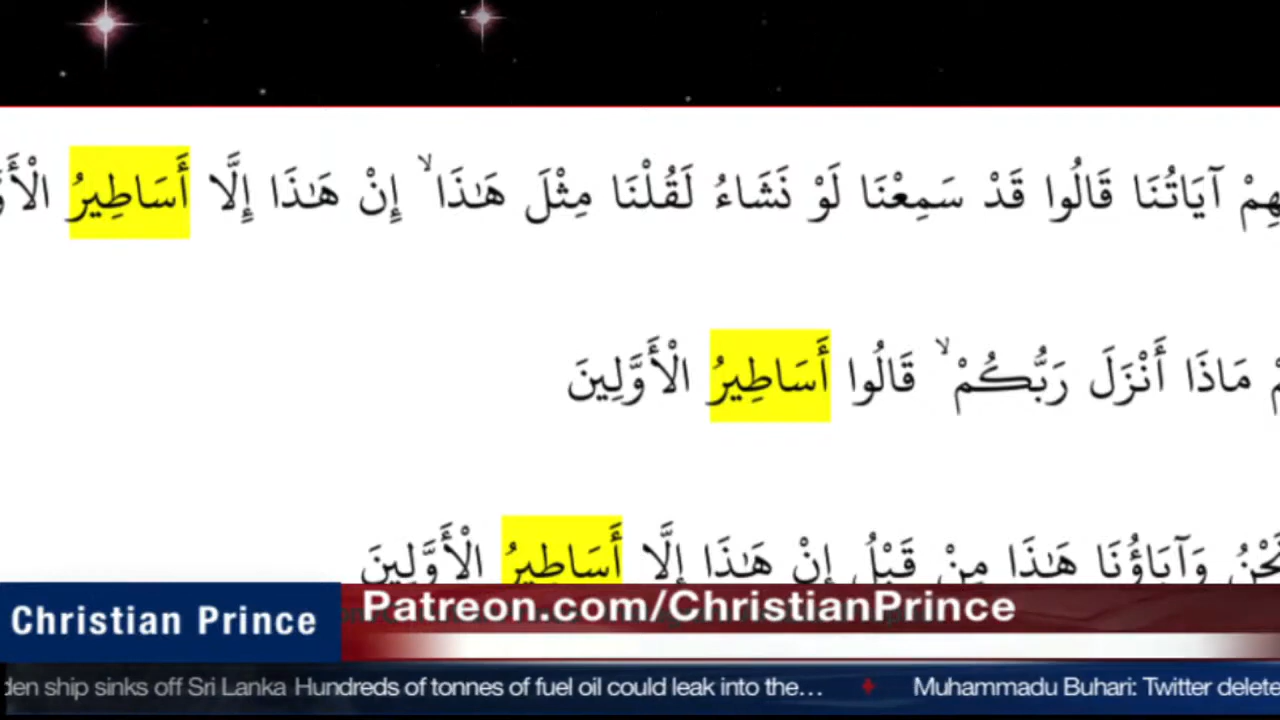 آيَاتُنَا قَالُوا قَدْ سَمِعْنَا لَوْ نَشَاءُ لَقُلْنَا مِثْلَ هَٰذَا ۙ إِنْ هَٰذَا إِلَّا أَسَاطِيرُ
مَاذَا أَنْزَلَ رَبُّكُمْ ۙ قَالُوا أَسَاطِيرُ الْأَوَّلِينَ
نَحْنُ وَآبَاؤُنَا هَٰذَا مِنْ قَبْلُ إِنْ هَٰذَا إِلَّا أَسَاطِيرُ الْأَوَّلِينَ
Christian Prince
Patreon.com/ChristianPrince
ship sinks off Sri Lanka Hundreds of tonnes of fuel oil could leak into the... Muhammadu Buhari: Twitter delete